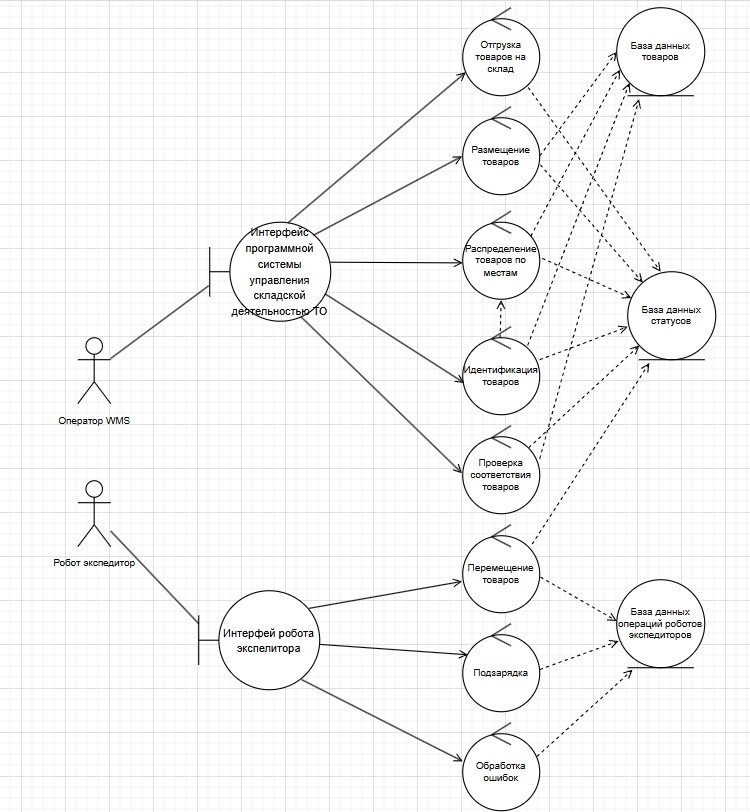 Отгрузка
товаров на
склад
База данных
товаров
Размещение
товаров
Интерфейс
программной
системы
управления
складской
деятельностью ТО
Распределение
товаров по
местам
База данных
статусов
Идентификация
товаров
Оператор WMS
Проверка
соответствия
товаров
Робот экспедитор
Перемещение
товаров
База данных
операций роботов
экспедиторов
Интерфей робота
экспелитора
Подзарядка
Обработка
ошибок